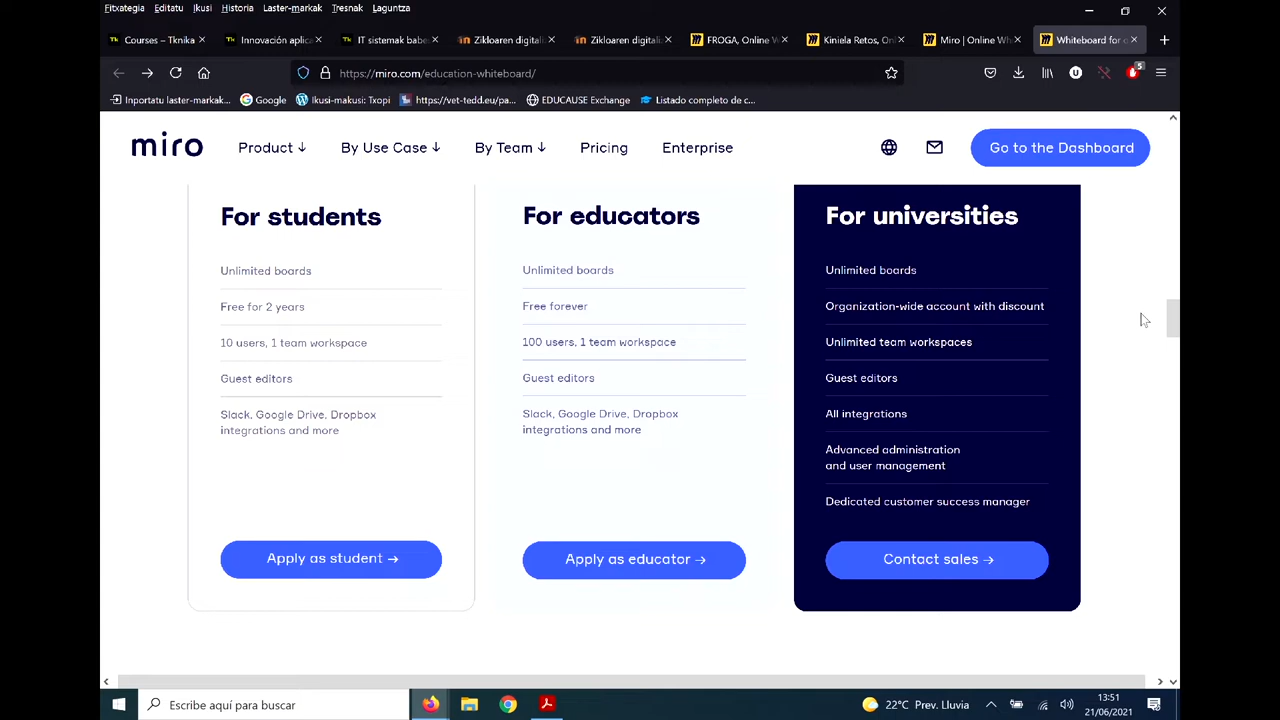 Fitxategia Editatu Ikusi Historia Laster-markak Tresnak Laguntza
Courses – Tknika
Innovación aplica
IT sistemak babes
Zikloaren digitaliz
Zikloaren digitaliz
FROGA, Online W
Kiniela Retos, Onl
Miro | Online Whi
Whiteboard for o
https://miro.com/education-whiteboard/
5
Inportatu laster-markak...
Google
Ikusi-makusi: Txopi
https://vet-tedd.eu/pa...
EDUCAUSE Exchange
Listado completo de c...
miro
Product ↓
By Use Case ↓
By Team ↓
Pricing
Enterprise
Go to the Dashboard
For students
Unlimited boards
Free for 2 years
10 users, 1 team workspace
Guest editors
Slack, Google Drive, Dropbox
integrations and more
Apply as student →
For educators
Unlimited boards
Free forever
100 users, 1 team workspace
Guest editors
Slack, Google Drive, Dropbox
integrations and more
Apply as educator →
For universities
Unlimited boards
Organization-wide account with discount
Unlimited team workspaces
Guest editors
All integrations
Advanced administration
and user management
Dedicated customer success manager
Contact sales →
Escribe aquí para buscar
22°C Prev. Lluvia
13:51
21/06/2021